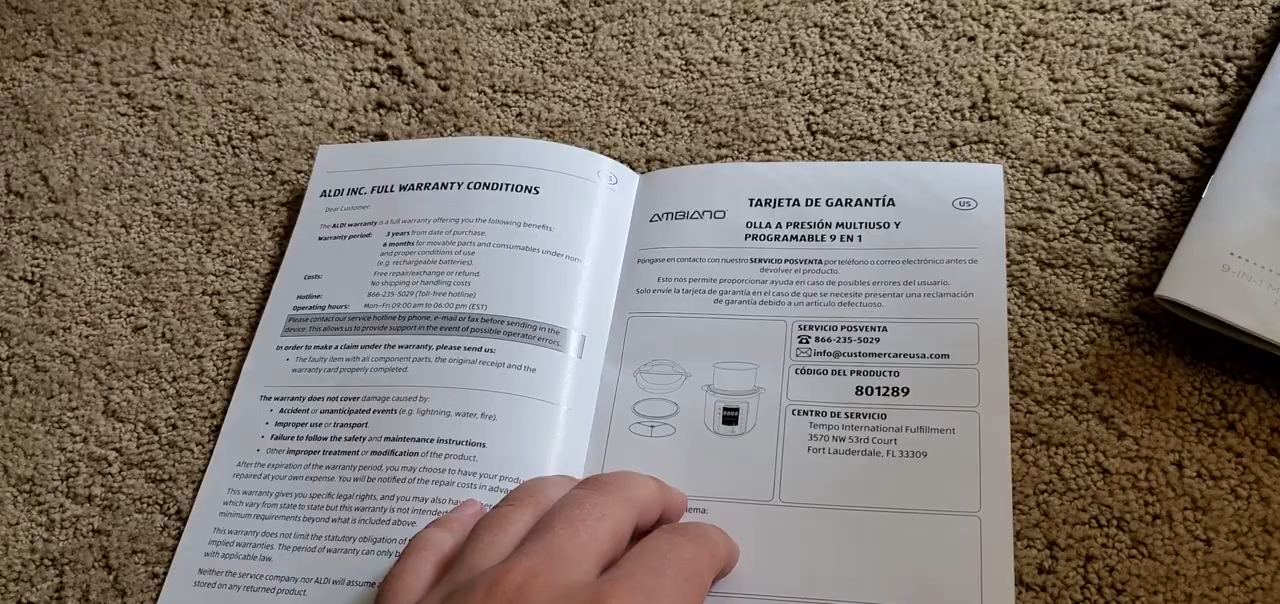 ALDI INC. FULL WARRANTY CONDITIONS
Dear Customer,
The ALDI warranty is a full warranty offering you the following benefits:
Warranty period: 3 years from date of purchase.
6 months for movable parts and consumables under
and proper conditions of use
(e.g. rechargeable batteries).
Costs: Free repair/exchange or refund.
No shipping or handling costs
Hotline: 866-235-5029 (Toll-free hotline)
Operating hours: Mon-Fri 09:00 am to 06:00 pm (EST)
Please contact our service hotline by phone, e-mail or fax before sending in the
device. This allows us to provide support in the event of possible operator errors.
In order to make a claim under the warranty, please send us:
• The faulty item with all component parts, the original receipt and the
warranty card properly completed.
The warranty does not cover damage caused by:
• Accident or unanticipated events (e.g. lightning, water, fire).
• Improper use or transport.
• Failure to follow the safety and maintenance instructions.
• Other improper treatment or modification of the product.
After the expiration of the warranty period, you may choose to have your
repaired at your own expense. You will be notified of the repair costs in
This warranty gives you specific legal rights, and you may also
which vary from state to state but this warranty is not intended
minimum requirements beyond what is included above.
This warranty does not limit the statutory obligation of
implied warranties. The period of warranty can only
with applicable law.
Neither the service company nor ALDI will assume
stored on any returned product.
AMBIANO
TARJETA DE GARANTÍA
US
OLLA A PRESIÓN MULTIUSO Y
PROGRAMABLE 9 EN 1
Póngase en contacto con nuestro SERVICIO POSVENTA por teléfono o correo electrónico antes de
devolver el producto.
Esto nos permite proporcionar ayuda en caso de posibles errores del usuario.
Solo envíe la tarjeta de garantía en el caso de que se necesite presentar una reclamación
de garantía debido a un artículo defectuoso.
SERVICIO POSVENTA
866-235-5029
info@customercareusa.com
CÓDIGO DEL PRODUCTO
801289
CENTRO DE SERVICIO
Tempo International Fulfillment
3570 NW 53rd Court
Fort Lauderdale, FL 33309
9-IN-1